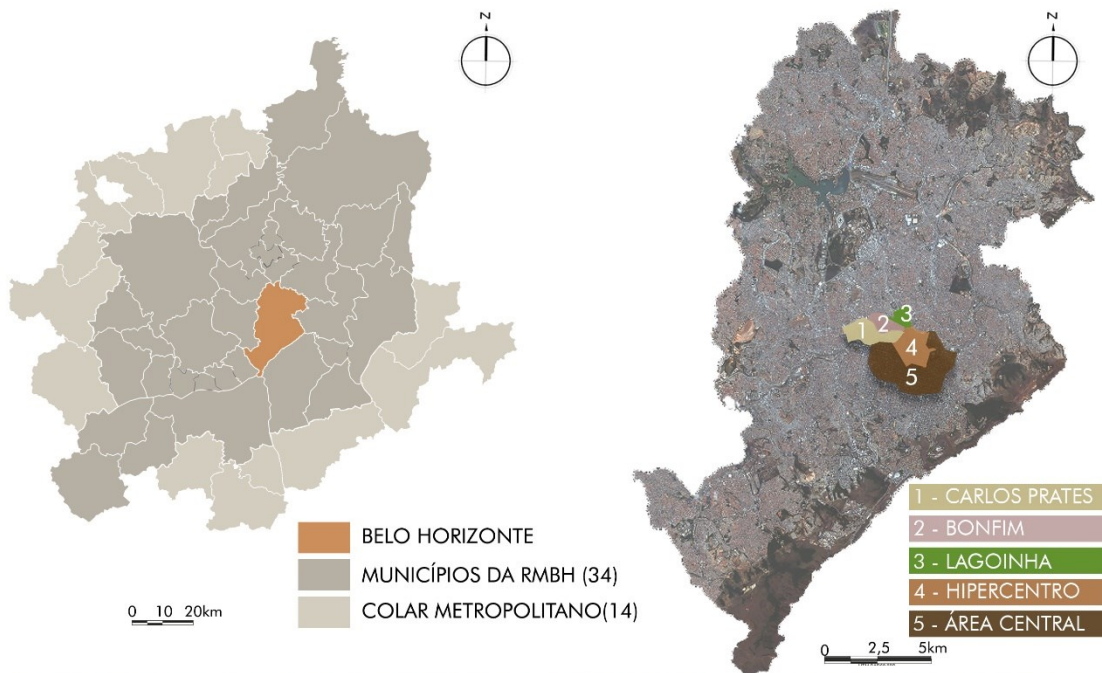 N
BELO HORIZONTE
MUNICÍPIOS DA RMBH (34)
COLAR METROPOLITANO(14)
0 10 20km
N
1
2
3
4
5
1 - CARLOS PRATES
2 - BONFIM
3 - LAGOINHA
4 - HIPERCENTRO
5 - ÁREA CENTRAL
0 2,5 5km